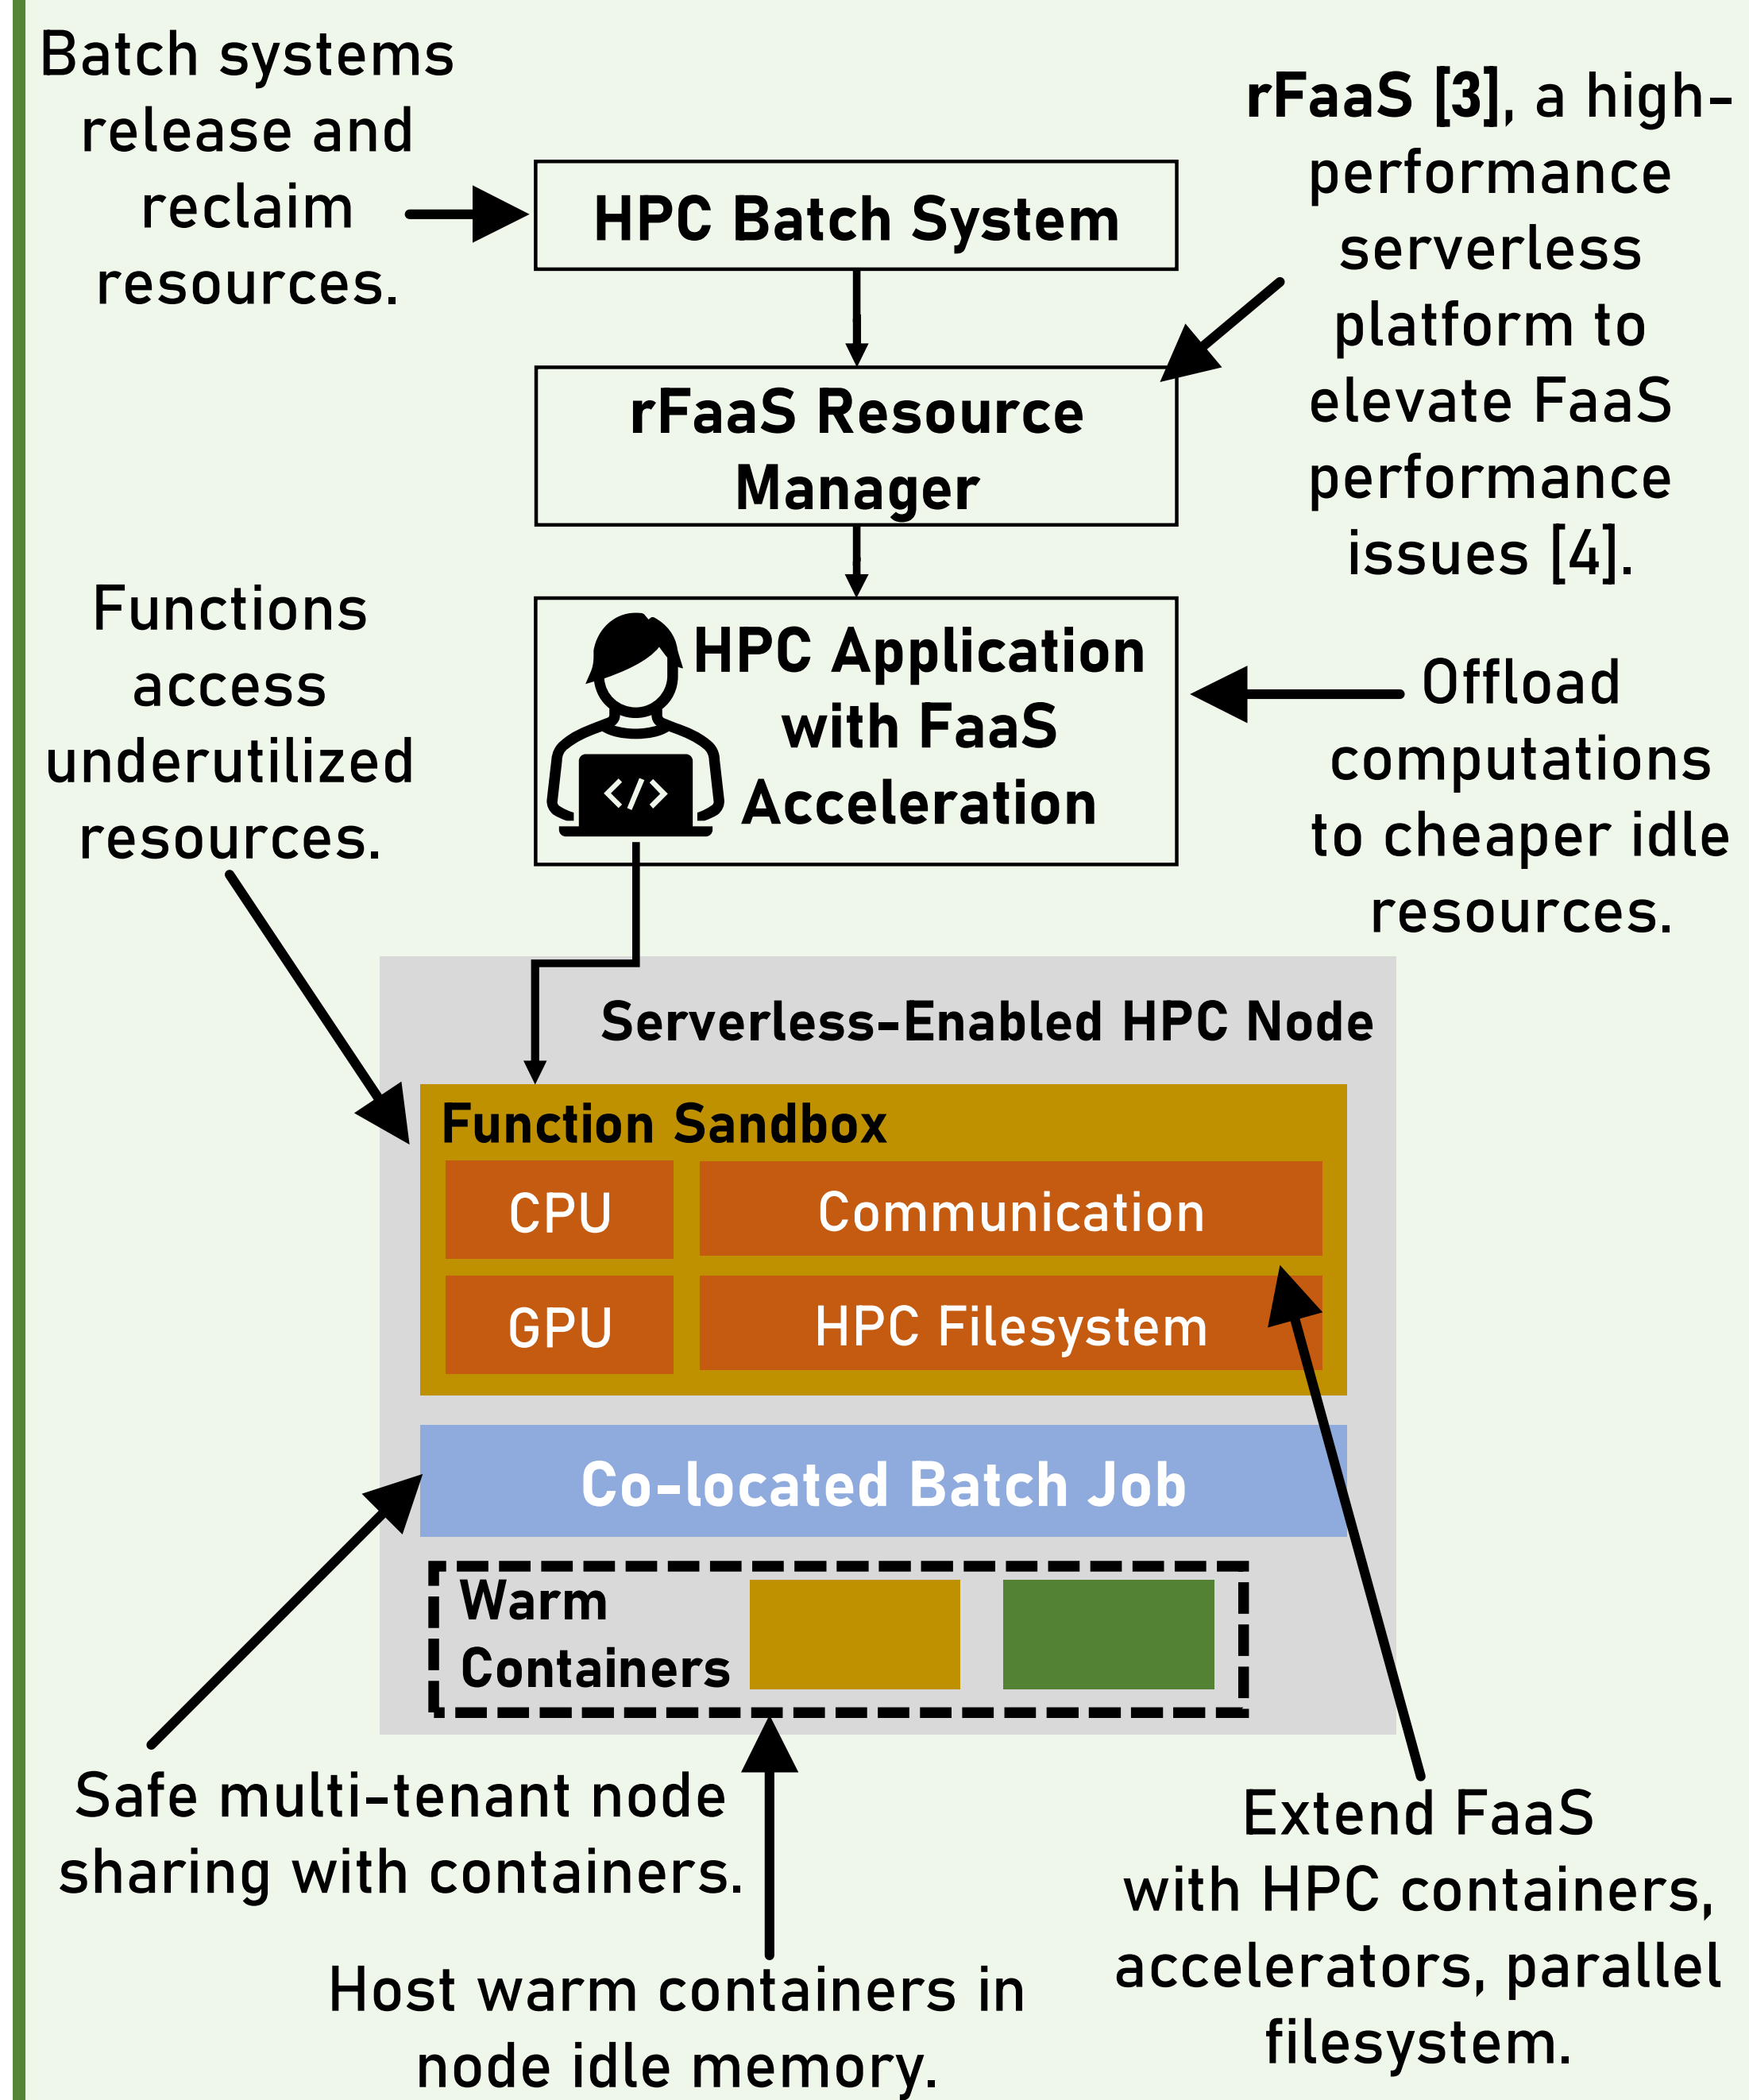 Batch systems
release and
reclaim
resources.
rFaaS [3], a high-
performance
serverless
platform to
elevate FaaS
performance
issues [4].
HPC Batch System
rFaaS Resource
Manager
Functions
access
underutilized
resources.
HPC Application
with FaaS
Acceleration
</>
Offload
computations
to cheaper idle
resources.
Serverless-Enabled HPC Node
Function Sandbox
CPU
Communication
GPU
HPC Filesystem
Co-located Batch Job
Warm
Containers
Safe multi-tenant node
sharing with containers.
Host warm containers in
node idle memory.
Extend FaaS
with HPC containers,
accelerators, parallel
filesystem.